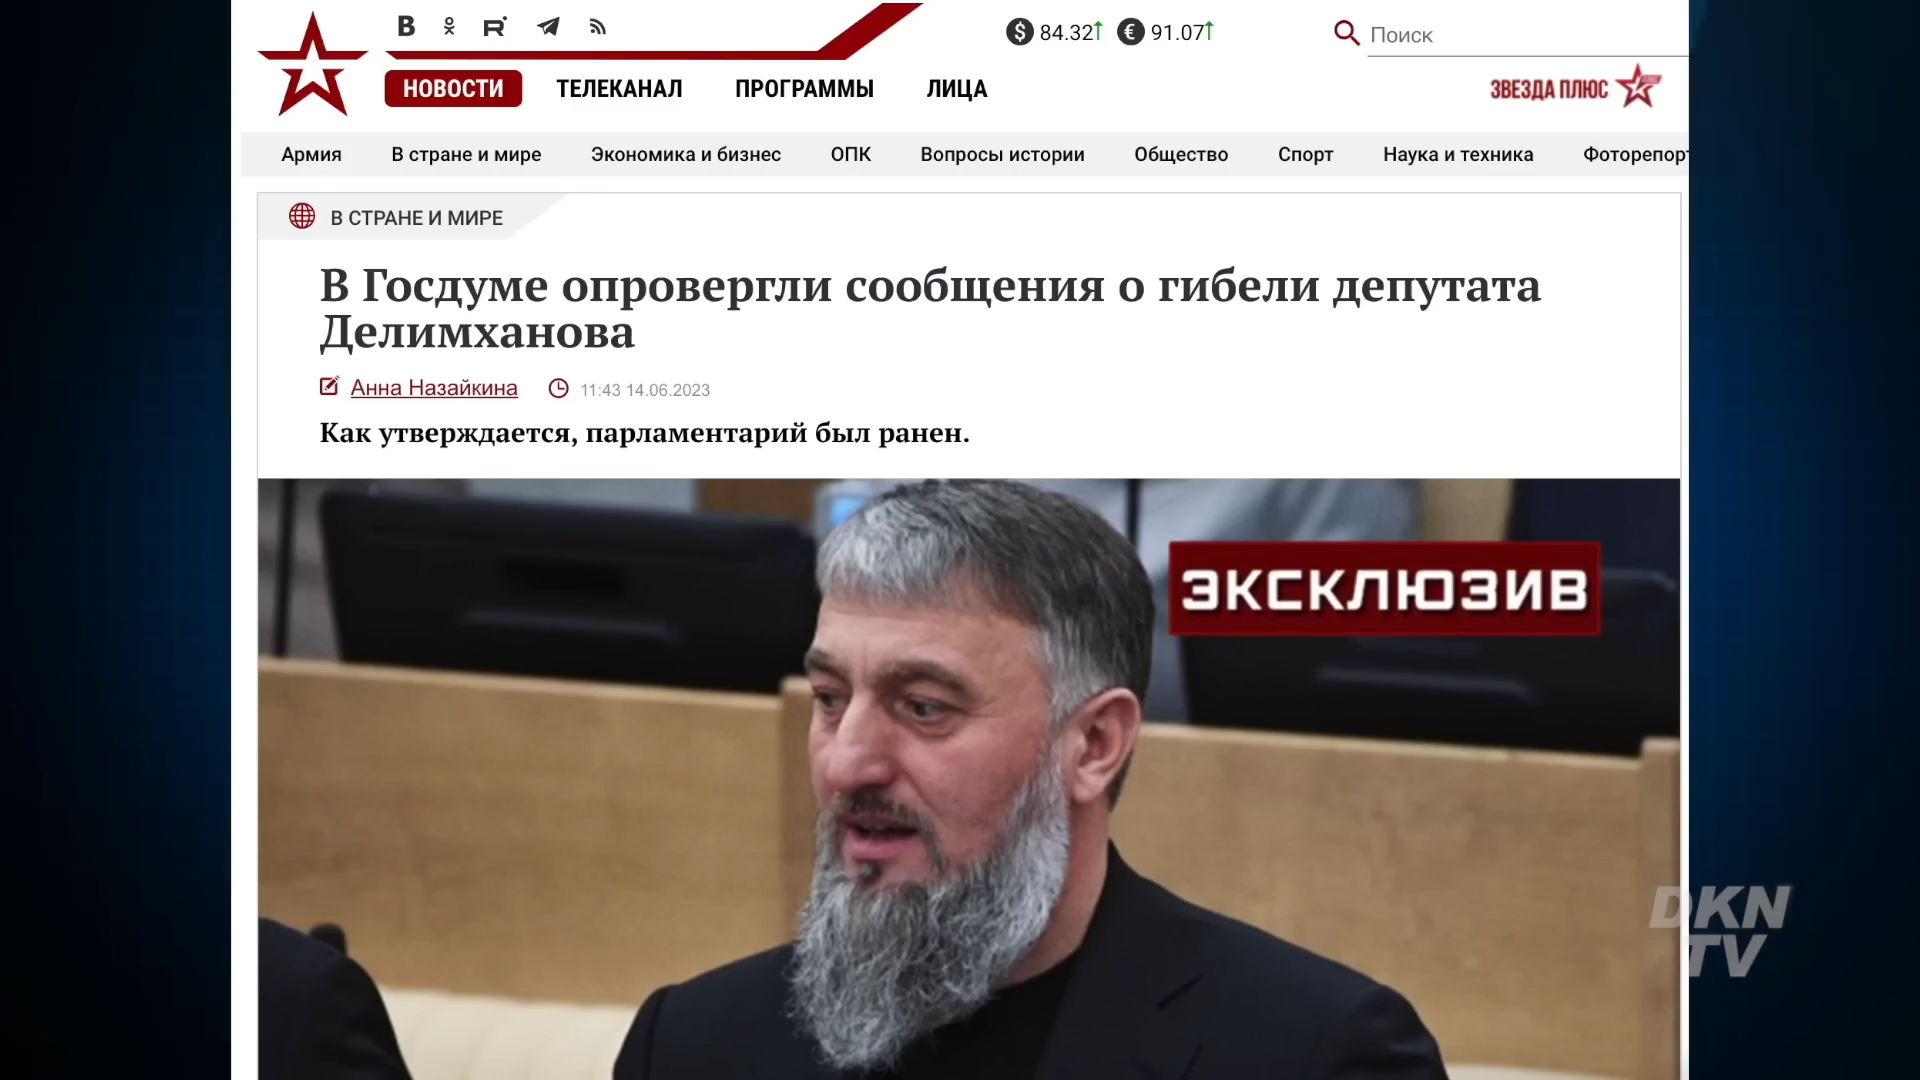 B
$ 84.32↑ € 91.07↑
Поиск
НОВОСТИ ТЕЛЕКАНАЛ ПРОГРАММЫ ЛИЦА
ЗВЕЗДА ПЛЮС
Армия В стране и мире Экономика и бизнес ОПК Вопросы истории Общество Спорт Наука и техника Фоторепорт
В СТРАНЕ И МИРЕ
В Госдуме опровергли сообщения о гибели депутата
Делимханова
Анна Назайкина 11:43 14.06.2023
Как утверждается, парламентарий был ранен.
ЭКСКЛЮЗИВ
DKN
TV